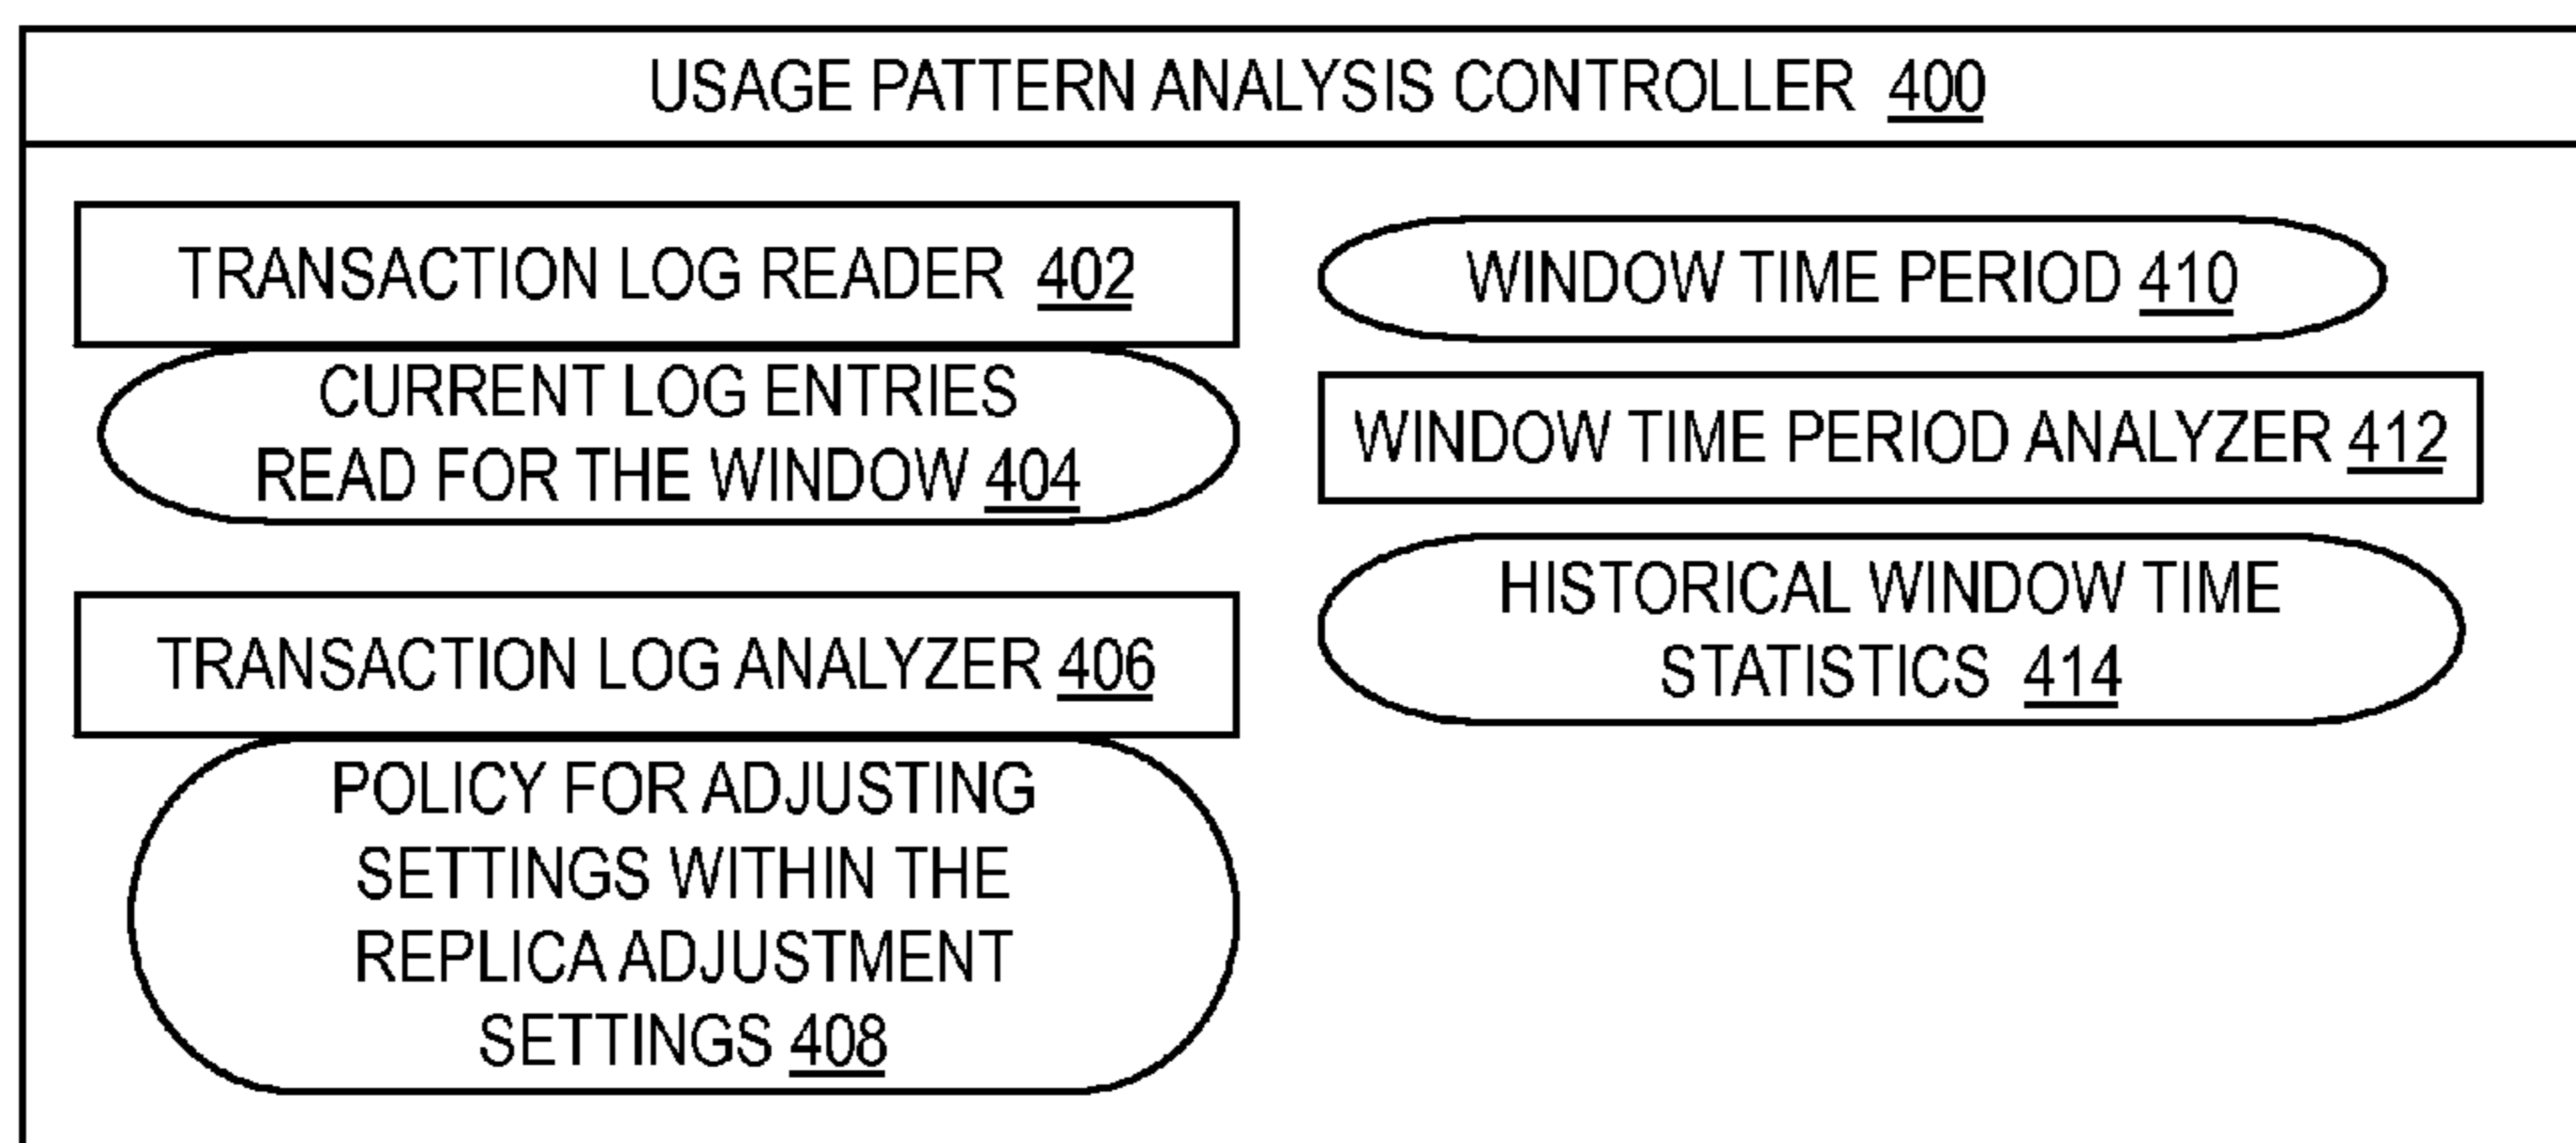 USAGE PATTERN ANALYSIS CONTROLLER 400
TRANSACTION LOG READER 402
CURRENT LOG ENTRIES
READ FOR THE WINDOW 404
TRANSACTION LOG ANALYZER 406
POLICY FOR ADJUSTING
SETTINGS WITHIN THE
REPLICA ADJUSTMENT
SETTINGS 408
WINDOW TIME PERIOD 410
WINDOW TIME PERIOD ANALYZER 412
HISTORICAL WINDOW TIME
STATISTICS 414